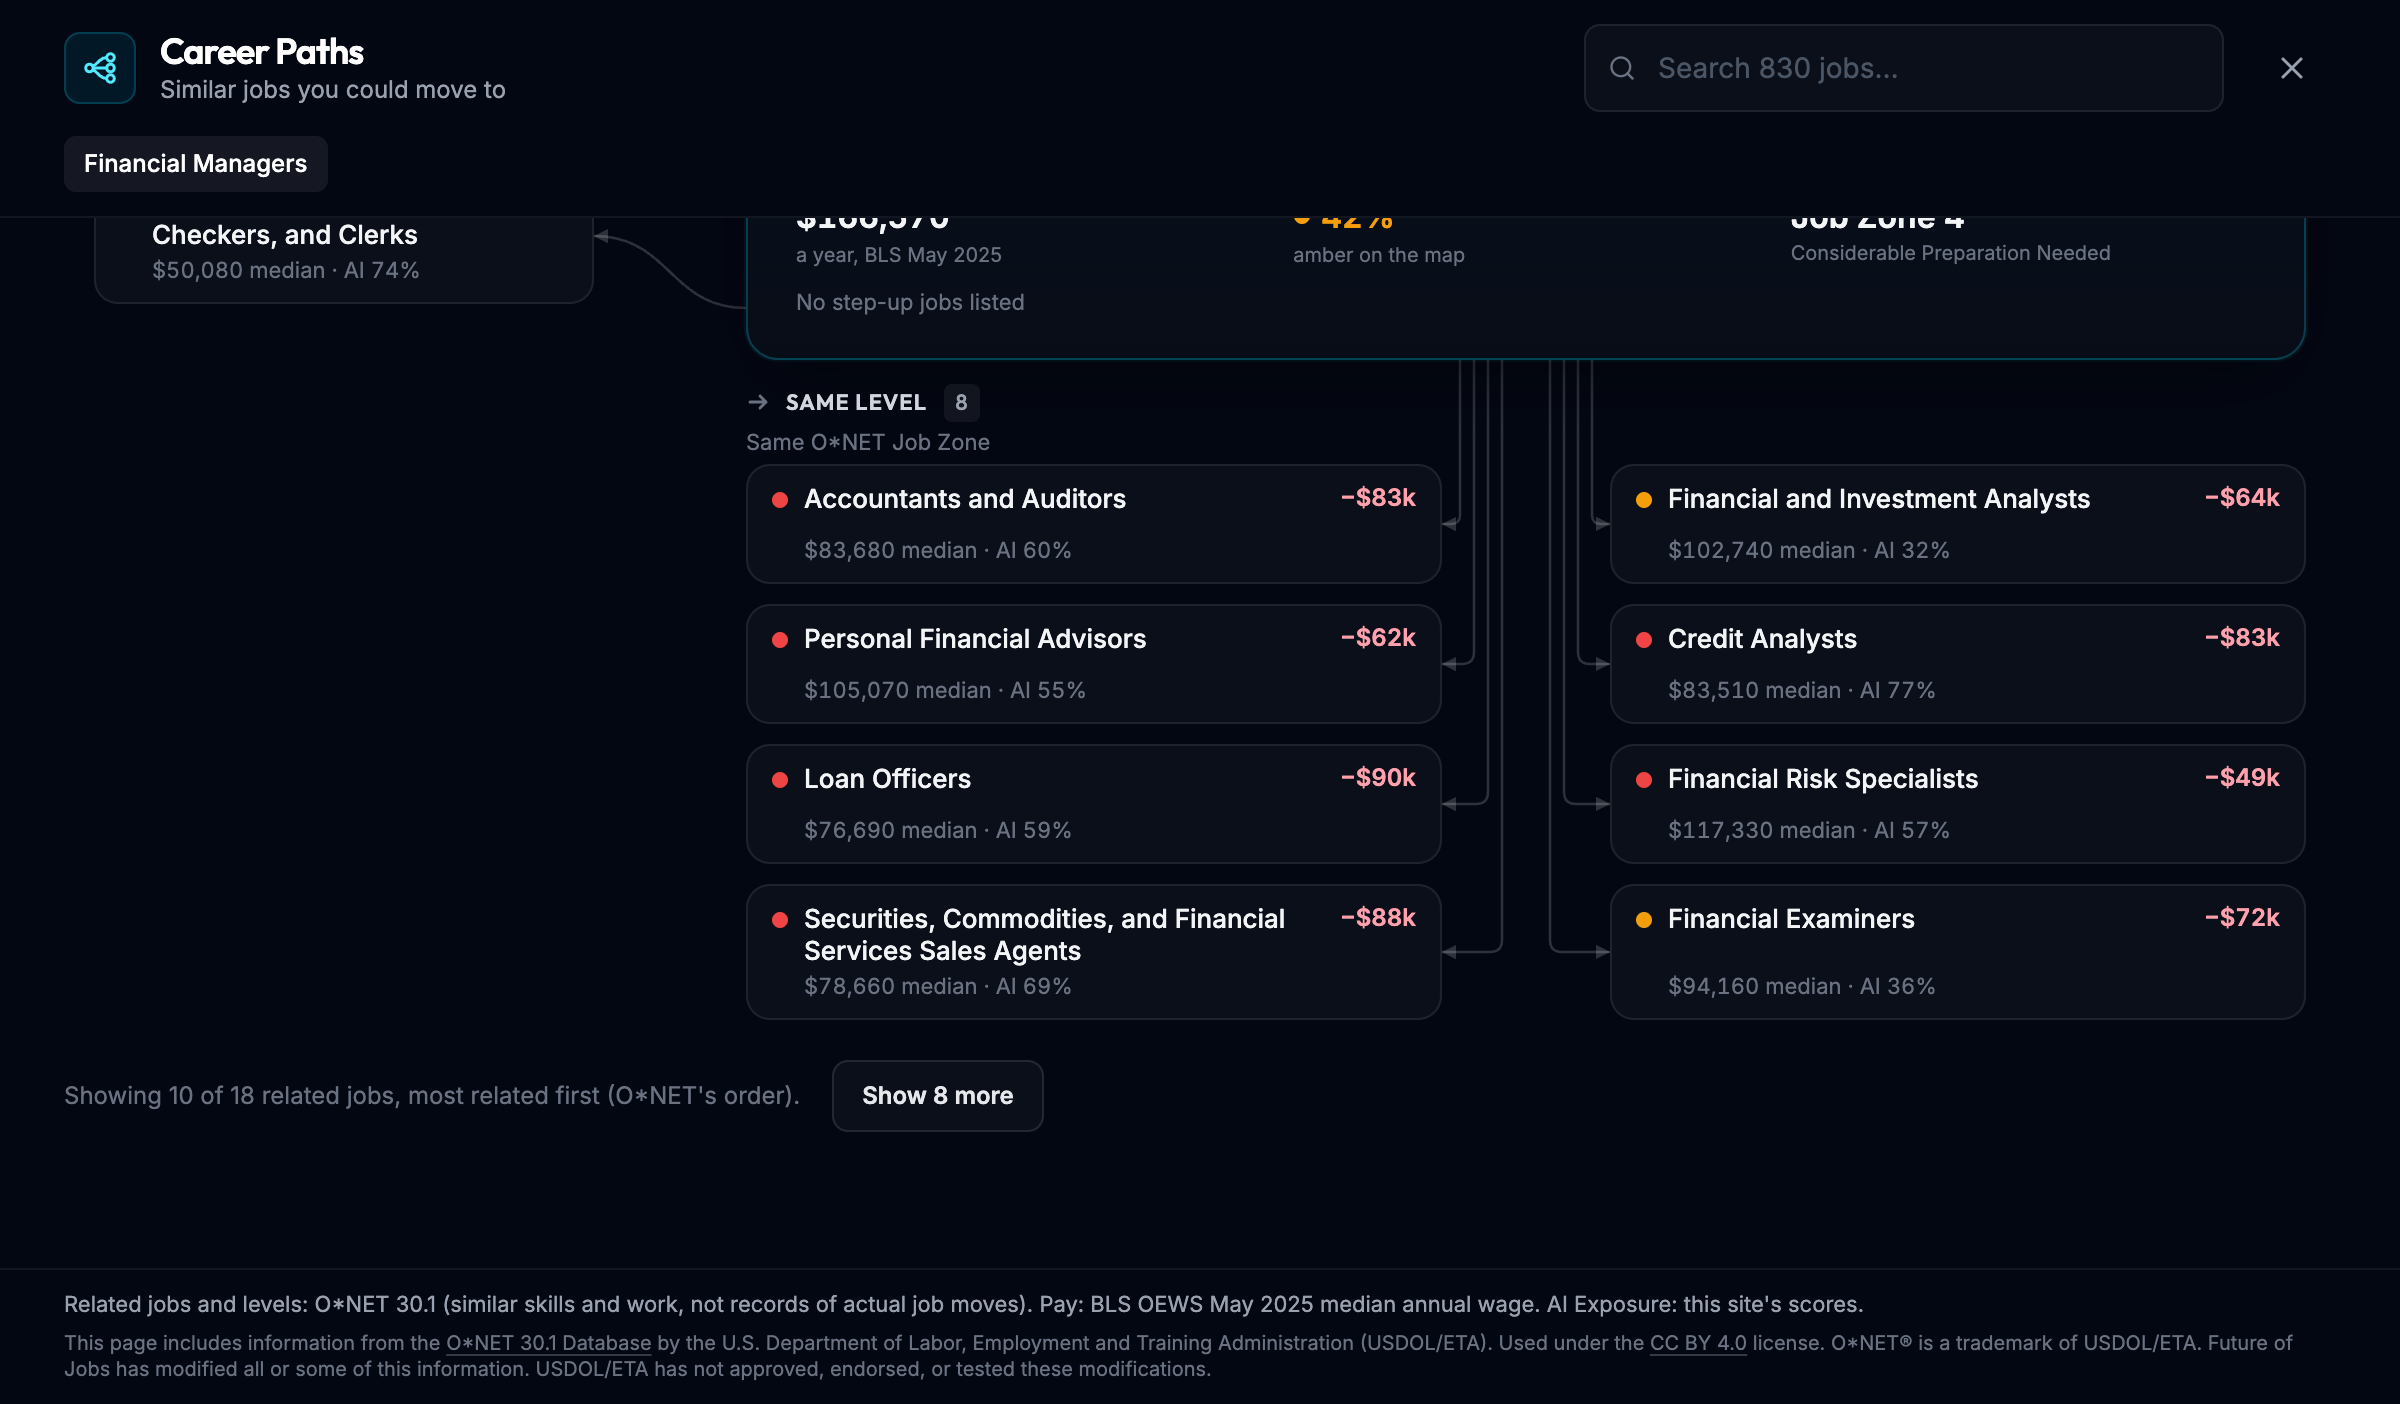 Career Paths
Similar jobs you could move to
Search 830 jobs...
Financial Managers
Checkers, and Clerks
$50,080 median · AI 74%
$166,570
a year, BLS May 2025
42%
amber on the map
Job Zone 4
Considerable Preparation Needed
No step-up jobs listed
SAME LEVEL 8
Same O*NET Job Zone
Accountants and Auditors −$83k
$83,680 median · AI 60%
Financial and Investment Analysts −$64k
$102,740 median · AI 32%
Personal Financial Advisors −$62k
$105,070 median · AI 55%
Credit Analysts −$83k
$83,510 median · AI 77%
Loan Officers −$90k
$76,690 median · AI 59%
Financial Risk Specialists −$49k
$117,330 median · AI 57%
Securities, Commodities, and Financial −$88k
Services Sales Agents
$78,660 median · AI 69%
Financial Examiners −$72k
$94,160 median · AI 36%
Showing 10 of 18 related jobs, most related first (O*NET's order).
Show 8 more
Related jobs and levels: O*NET 30.1 (similar skills and work, not records of actual job moves). Pay: BLS OEWS May 2025 median annual wage. AI Exposure: this site's scores.
This page includes information from the O*NET 30.1 Database by the U.S. Department of Labor, Employment and Training Administration (USDOL/ETA). Used under the CC BY 4.0 license. O*NET® is a trademark of USDOL/ETA. Future of
Jobs has modified all or some of this information. USDOL/ETA has not approved, endorsed, or tested these modifications.